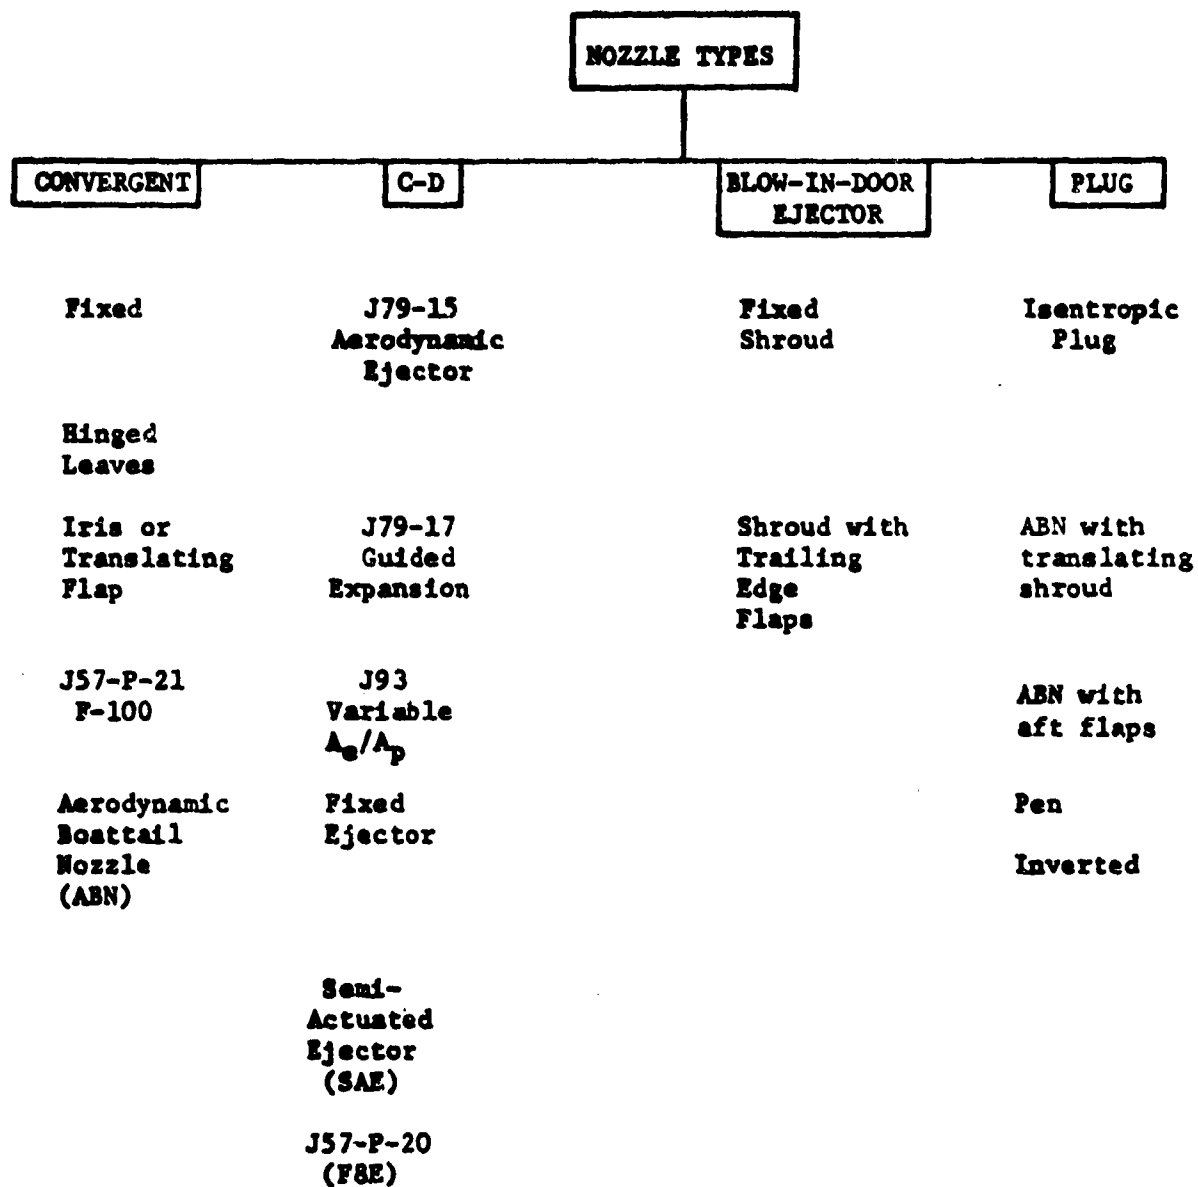 NOZZLE TYPES
CONVERGENT
C-D
BLOW-IN-DOOR
EJECTOR
PLUG
Fixed
Hinged
Leaves
Iris or
Translating
Flap
J57-P-21
F-100
Aerodynamic
Boattail
Nozzle
(ABN)
J79-15
Aerodynamic
Ejector
J79-17
Guided
Expansion
J93
Variable
Ae/Ap
Fixed
Ejector
Semi-
Actuated
Ejector
(SAE)
J57-P-20
(F8E)
Fixed
Shroud
Shroud with
Trailing
Edge
Flaps
Isentropic
Plug
ABN with
translating
shroud
ABN with
aft flaps
Pen
Inverted